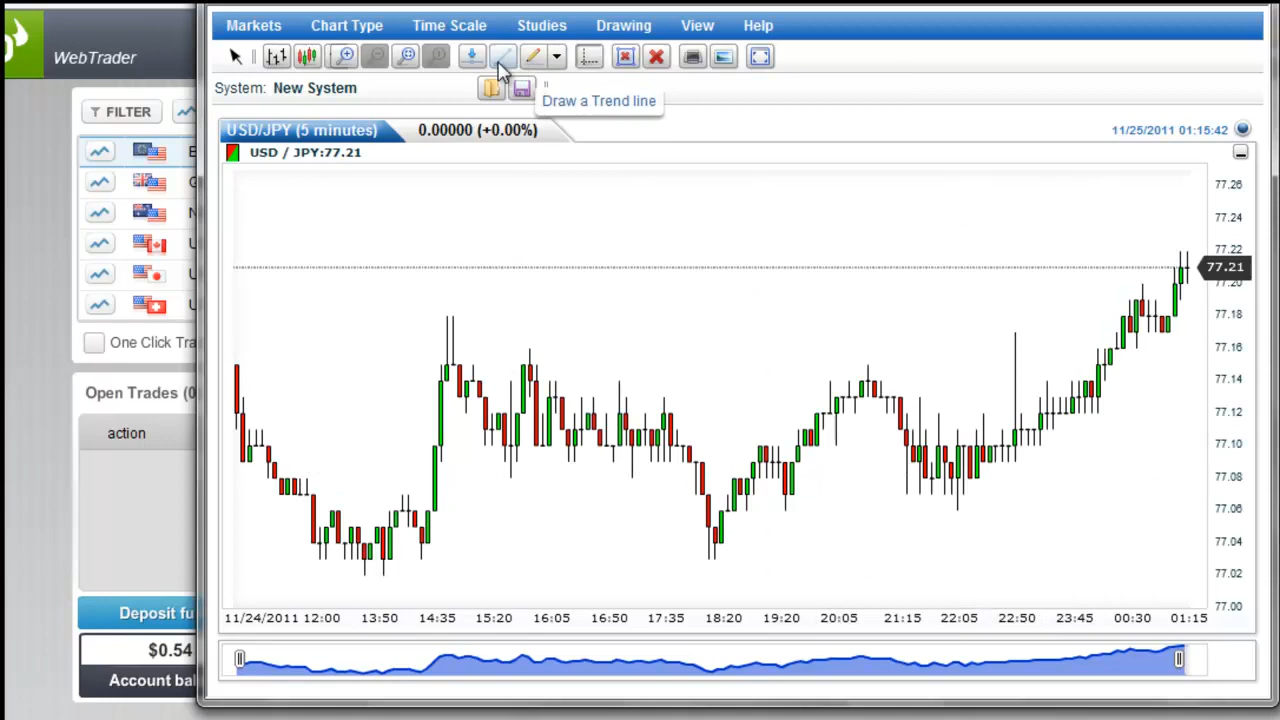 Markets Chart Type Time Scale Studies Drawing View Help
WebTrader
System: New System
Draw a Trend line
FILTER
USD/JPY (5 minutes) 0.00000 (+0.00%) 11/25/2011 01:15:42
USD / JPY:77.21
77.26
77.24
77.22
77.21
77.20
77.18
77.16
77.14
77.12
77.10
77.08
77.06
77.04
77.02
77.00
One Click Tra
Open Trades (0
action
11/24/2011 12:00 13:50 14:35 15:20 16:05 16:50 17:35 18:20 19:20 20:05 21:15 22:05 22:50 23:45 00:30 01:15
Deposit fu
$0.54
Account bal